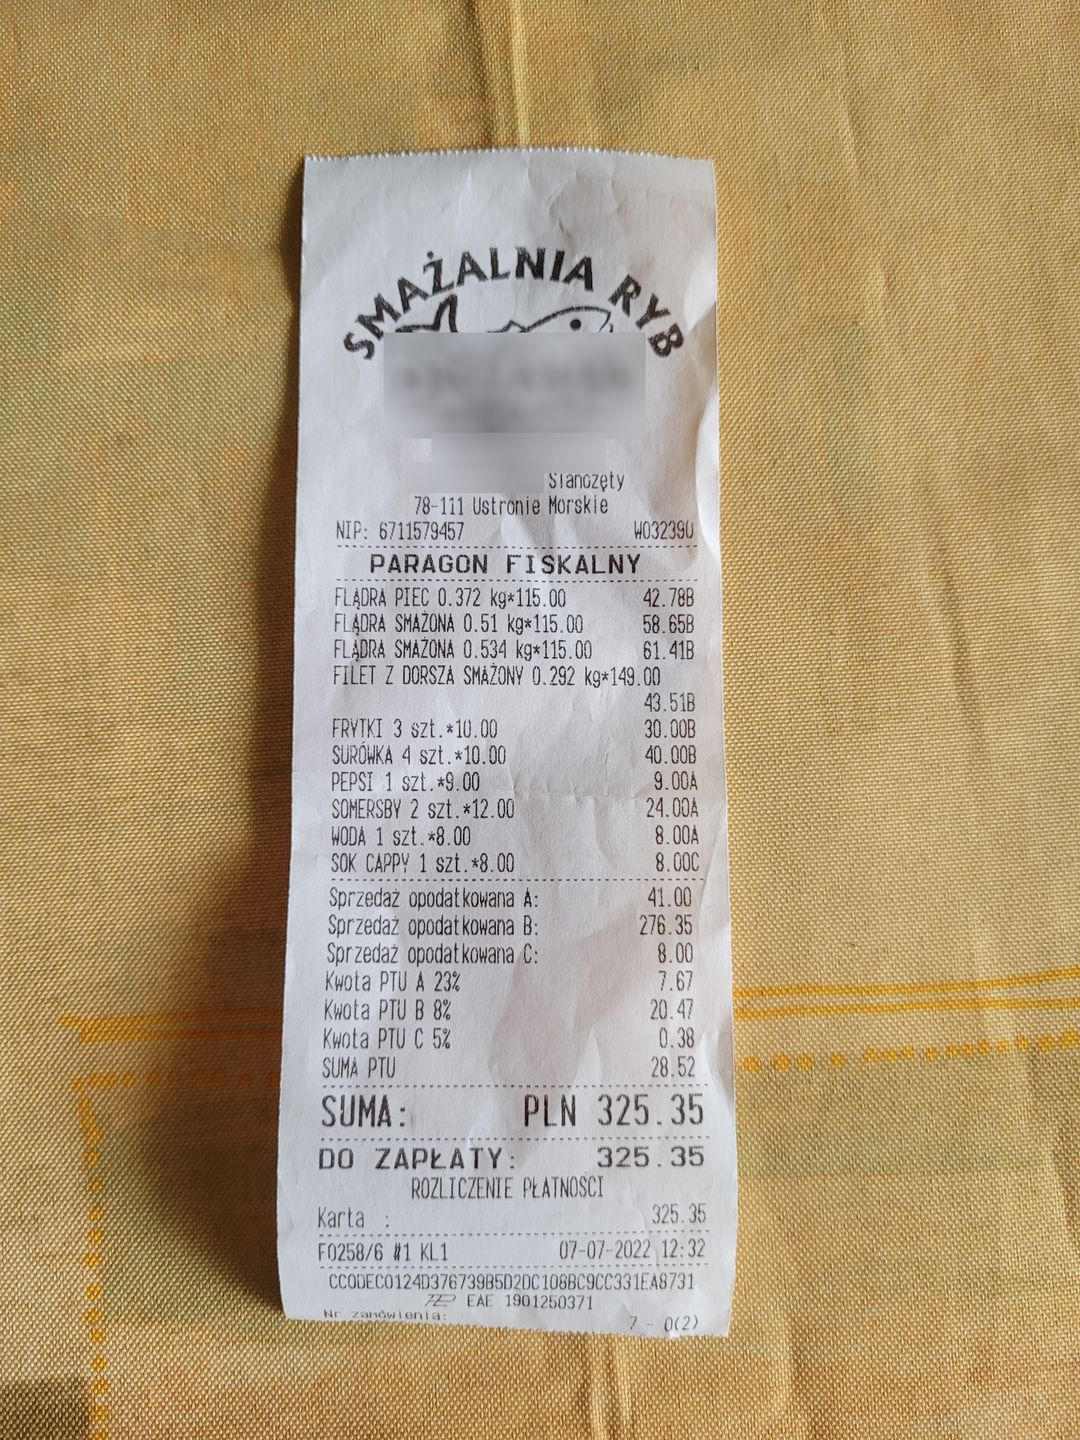 SMAŻALNIA RYB
Sianożęty
78-111 Ustronie Morskie
NIP: 6711579457 W032390
PARAGON FISKALNY
FLĄDRA PIEC 0.372 kg*115.00 42.78B
FLĄDRA SMAŻONA 0.51 kg*115.00 58.65B
FLĄDRA SMAŻONA 0.534 kg*115.00 61.41B
FILET Z DORSZA SMAŻONY 0.292 kg*149.00
43.51B
FRYTKI 3 szt.*10.00 30.00B
SURÓWKA 4 szt.*10.00 40.00B
PEPSI 1 szt.*9.00 9.00A
SOMERSBY 2 szt.*12.00 24.00A
WODA 1 szt.*8.00 8.00A
SOK CAPPY 1 szt.*8.00 8.00C
Sprzedaż opodatkowana A: 41.00
Sprzedaż opodatkowana B: 276.35
Sprzedaż opodatkowana C: 8.00
Kwota PTU A 23% 7.67
Kwota PTU B 8% 20.47
Kwota PTU C 5% 0.38
SUMA PTU 28.52
SUMA: PLN 325.35
DO ZAPŁATY: 325.35
ROZLICZENIE PŁATNOŚCI
Karta : 325.35
F0258/6 #1 KL1 07-07-2022 12:32
CC0DEC0124D376739B5D2DC108BC9CC331EA8731
EAE 1901250371
Nr zamówienia: 7 - 0(2)